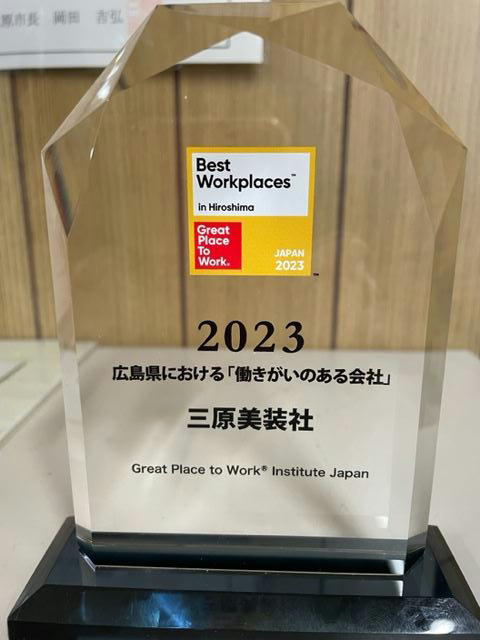 原市長 岡田 吉弘
Best
Workplaces™
in Hiroshima
Great
Place
To
Work®
JAPAN
2023
™
2023
広島県における「働きがいのある会社」
三原美装社
Great Place to Work® Institute Japan